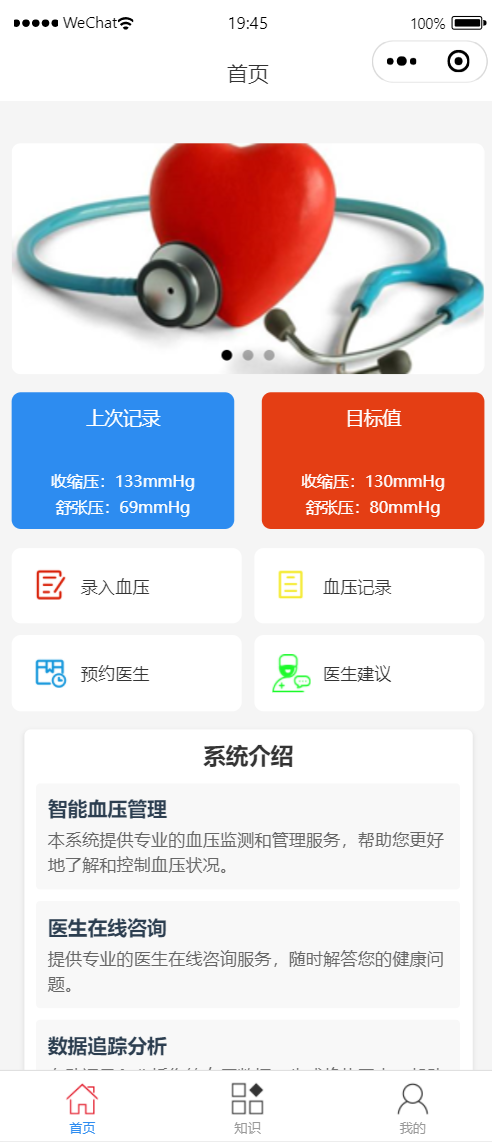 WeChat 19:45 100%
首页
上次记录
收缩压：133mmHg
舒张压：69mmHg
目标值
收缩压：130mmHg
舒张压：80mmHg
录入血压
血压记录
预约医生
医生建议
系统介绍
智能血压管理
本系统提供专业的血压监测和管理服务，帮助您更好
地了解和控制血压状况。
医生在线咨询
提供专业的医生在线咨询服务，随时解答您的健康问
题。
数据追踪分析
首页
知识
我的